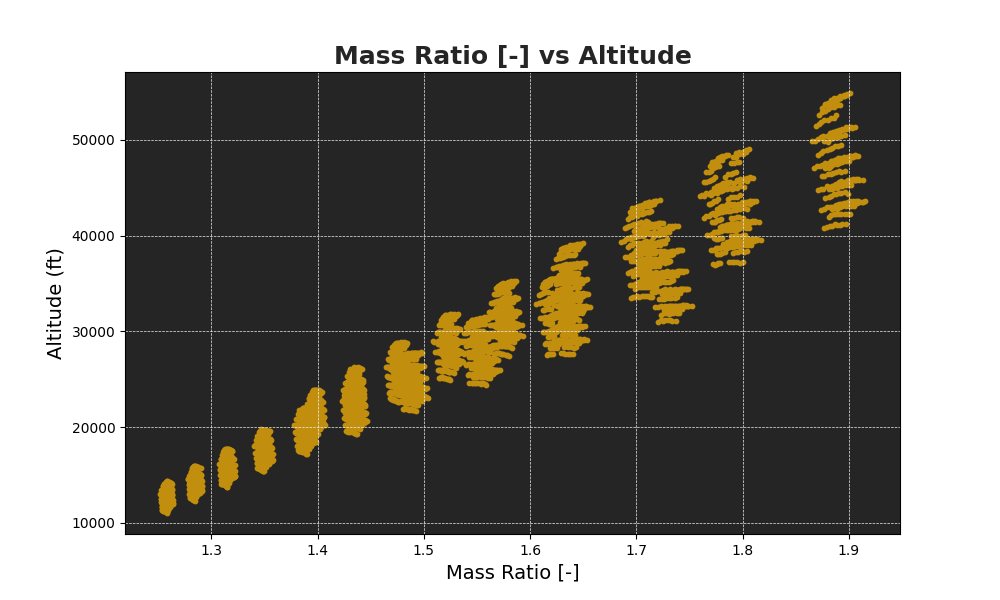 Mass Ratio [-] vs Altitude
Altitude (ft)
50000
40000
30000
20000
10000
1.3 1.4 1.5 1.6 1.7 1.8 1.9
Mass Ratio [-]